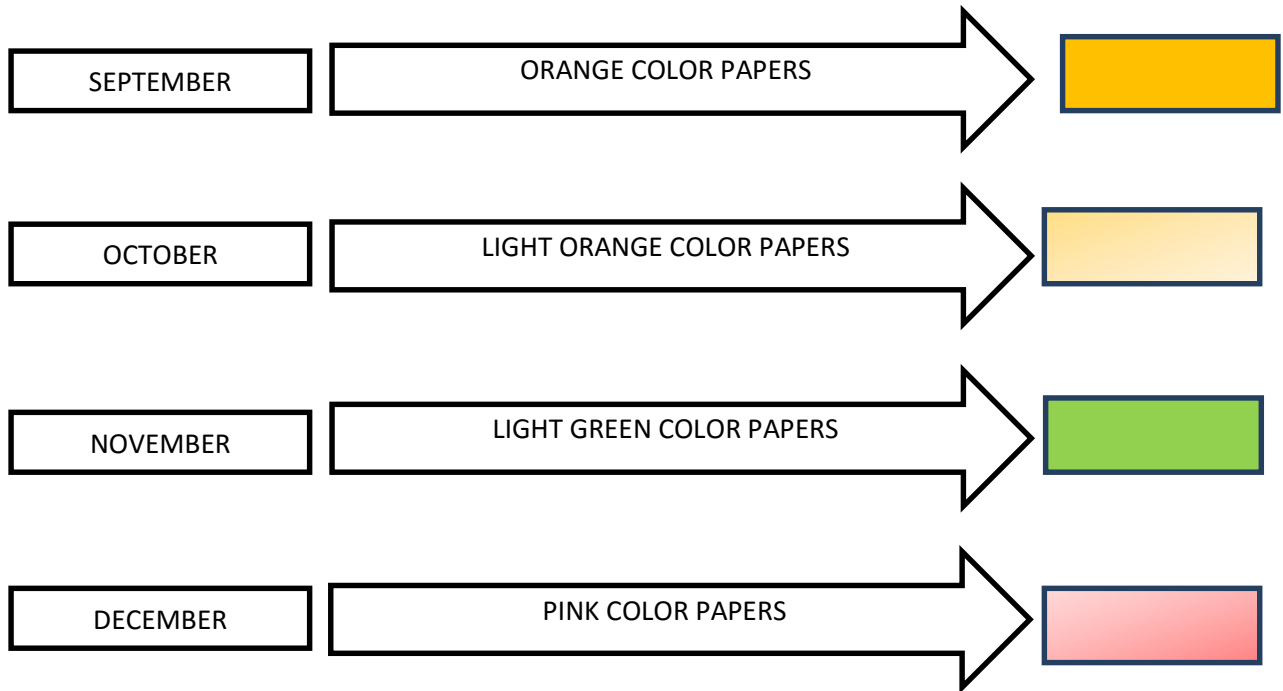 SEPTEMBER
ORANGE COLOR PAPERS
OCTOBER
LIGHT ORANGE COLOR PAPERS
NOVEMBER
LIGHT GREEN COLOR PAPERS
DECEMBER
PINK COLOR PAPERS